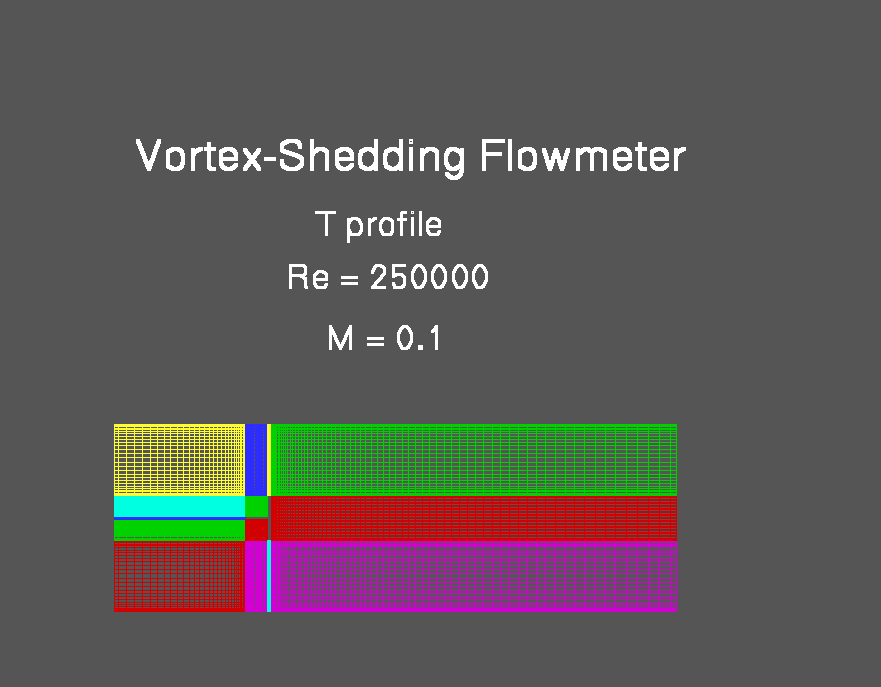 Vortex-Shedding Flowmeter
T profile
Re = 250000
M = 0.1